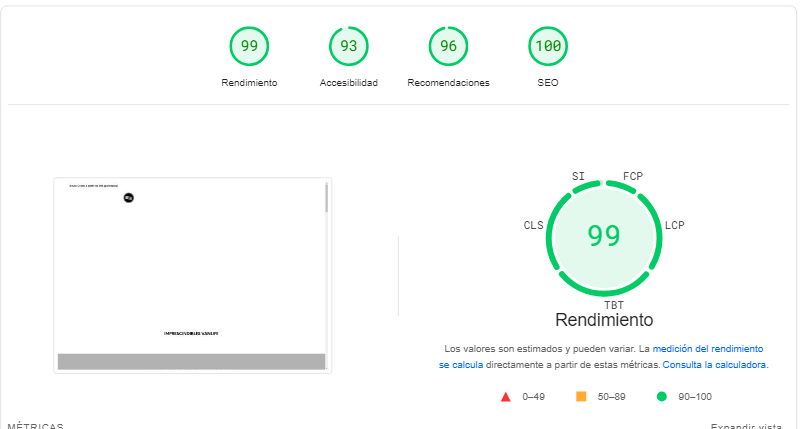 99
93
96
100
Rendimiento
Accesibilidad
Recomendaciones
SEO
SI
FCP
CLS
99
LCP
TBT
Rendimiento
IMPRESCINDIBLES VANLIFE
Los valores son estimados y pueden variar. La medición del rendimiento
se calcula directamente a partir de estas métricas. Consulta la calculadora.
0–49
50–89
90–100
MÉTRICAS
Expandir vista